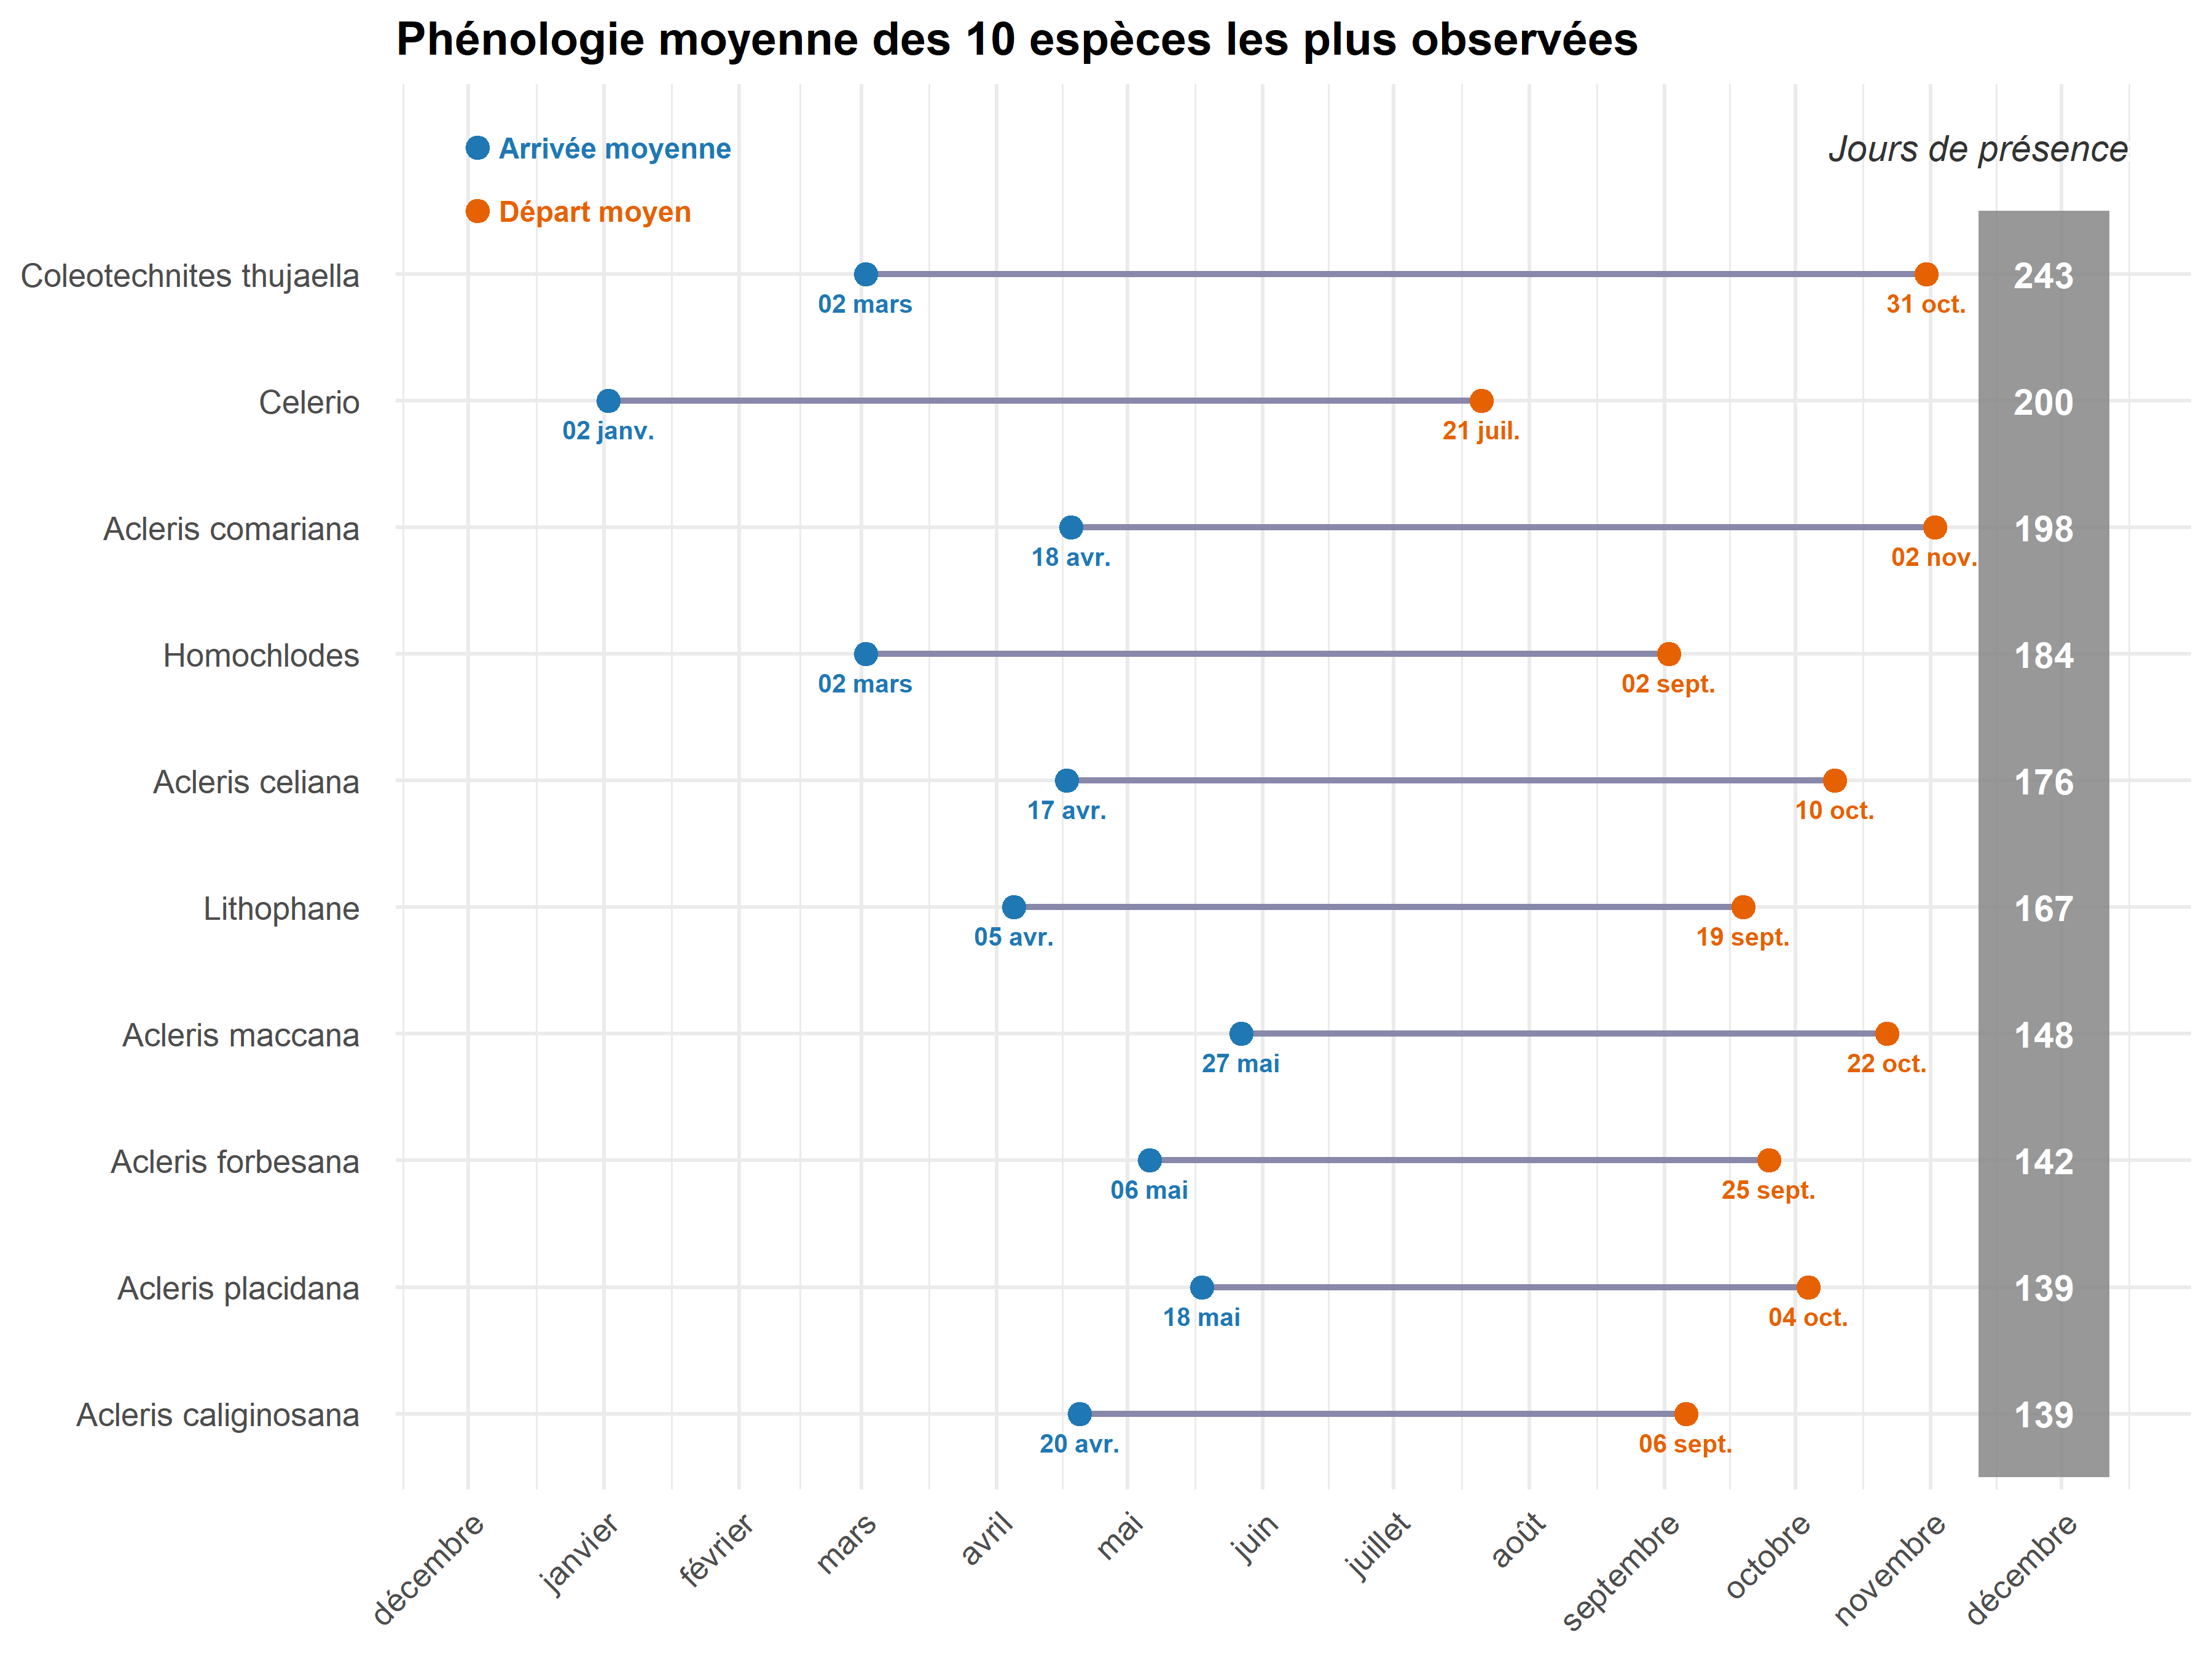 Phénologie moyenne des 10 espèces les plus observées
Arrivée moyenne
Jours de présence
Départ moyen
Coleotechnites thujaella
243
02 mars
31 oct.
Celerio
200
02 janv.
21 juil.
Acleris comariana
198
18 avr.
02 nov.
Homochlodes
184
02 mars
02 sept.
Acleris celiana
176
17 avr.
10 oct.
Lithophane
167
05 avr.
19 sept.
Acleris maccana
148
27 mai
22 oct.
Acleris forbesana
142
06 mai
25 sept.
Acleris placidana
139
18 mai
04 oct.
Acleris caliginosana
139
20 avr.
06 sept.
décembre
janvier
février
mars
avril
mai
juin
juillet
août
septembre
octobre
novembre
décembre